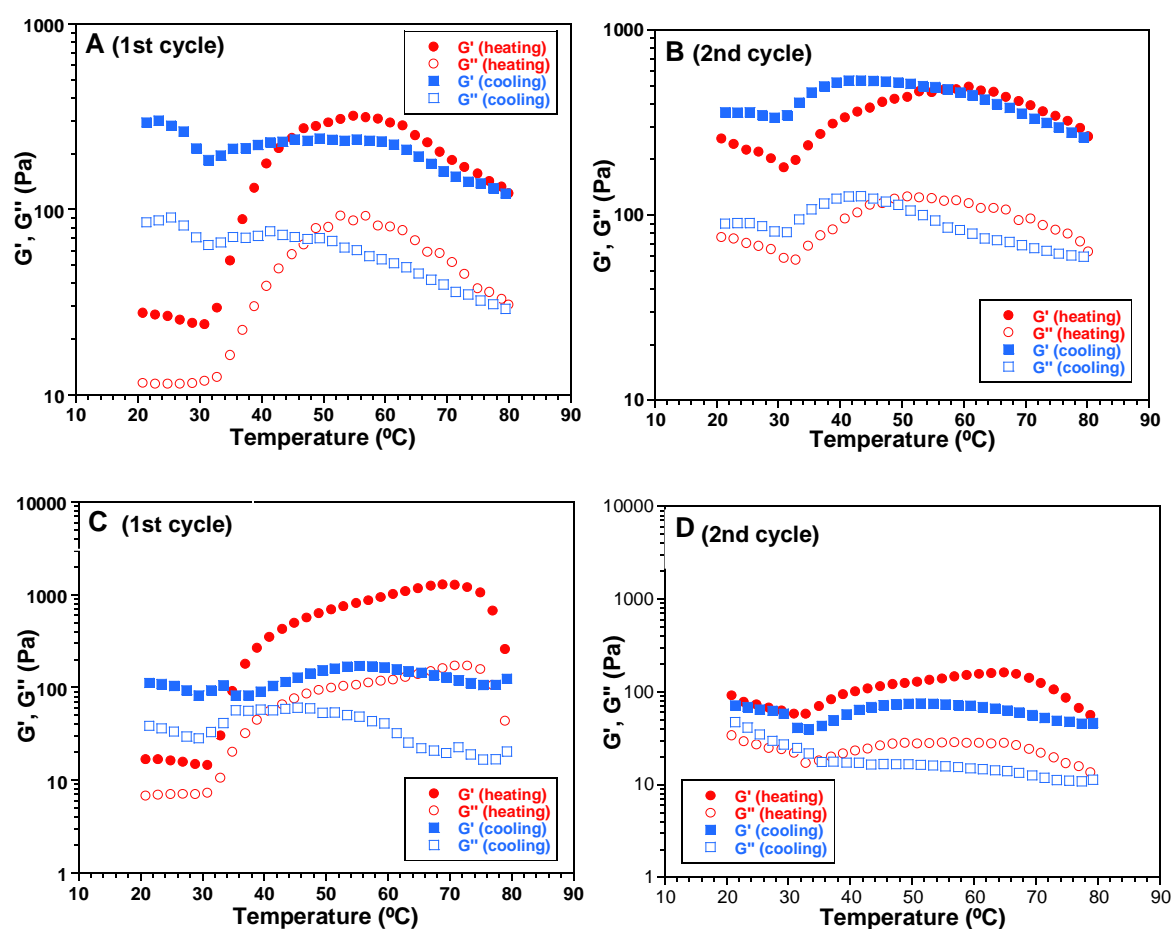 A (1st cycle)
G' (heating)
G" (heating)
G' (cooling)
G" (cooling)
1000
100
10
G', G" (Pa)
10 20 30 40 50 60 70 80 90
Temperature (ºC)
B (2nd cycle)
1000
100
10
G', G" (Pa)
G' (heating)
G" (heating)
G' (cooling)
G" (cooling)
10 20 30 40 50 60 70 80 90
Temperature (ºC)
C (1st cycle)
10000
1000
100
10
1
G', G" (Pa)
G' (heating)
G" (heating)
G' (cooling)
G" (cooling)
10 20 30 40 50 60 70 80 90
Temperature (ºC)
D (2nd cycle)
10000
1000
100
10
1
G', G" (Pa)
G' (heating)
G" (heating)
G' (cooling)
G" (cooling)
10 20 30 40 50 60 70 80 90
Temperature (ºC)